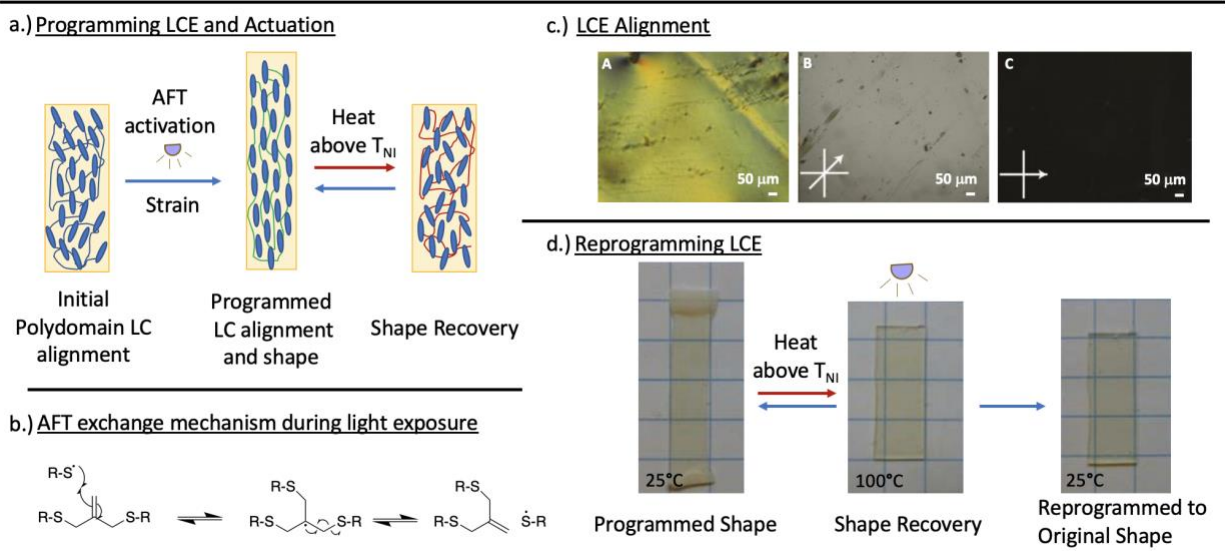 a.) Programming LCE and Actuation
AFT
activation
Strain
Heat
above TNI
Initial
Polydomain LC
alignment
Programmed
LC alignment
and shape
Shape Recovery
b.) AFT exchange mechanism during light exposure
R-S•
R-S
S-R
S
R-S
S-R
R-S
R-S
R-S
Ṡ-R
c.) LCE Alignment
A
50 μm
B
50 μm
C
50 μm
d.) Reprogramming LCE
25°C
Programmed Shape
Heat
above TNI
100°C
Shape Recovery
25°C
Reprogrammed to
Original Shape